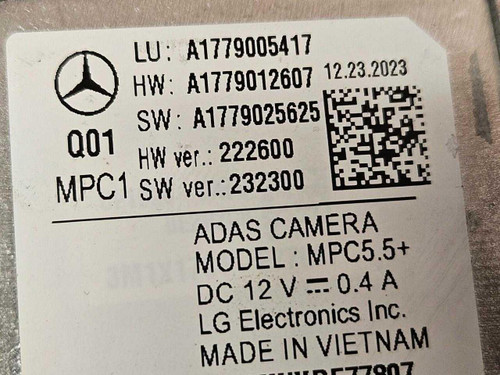 LU: A1779005417
HW: A1779012607 12.23.2023
SW: A1779025625
Q01 HW ver.: 222600
MPC1 SW ver.: 232300
ADAS CAMERA
MODEL : MPC5.5+
DC 12 V ⎓ 0.4 A
LG Electronics Inc.
MADE IN VIETNAM